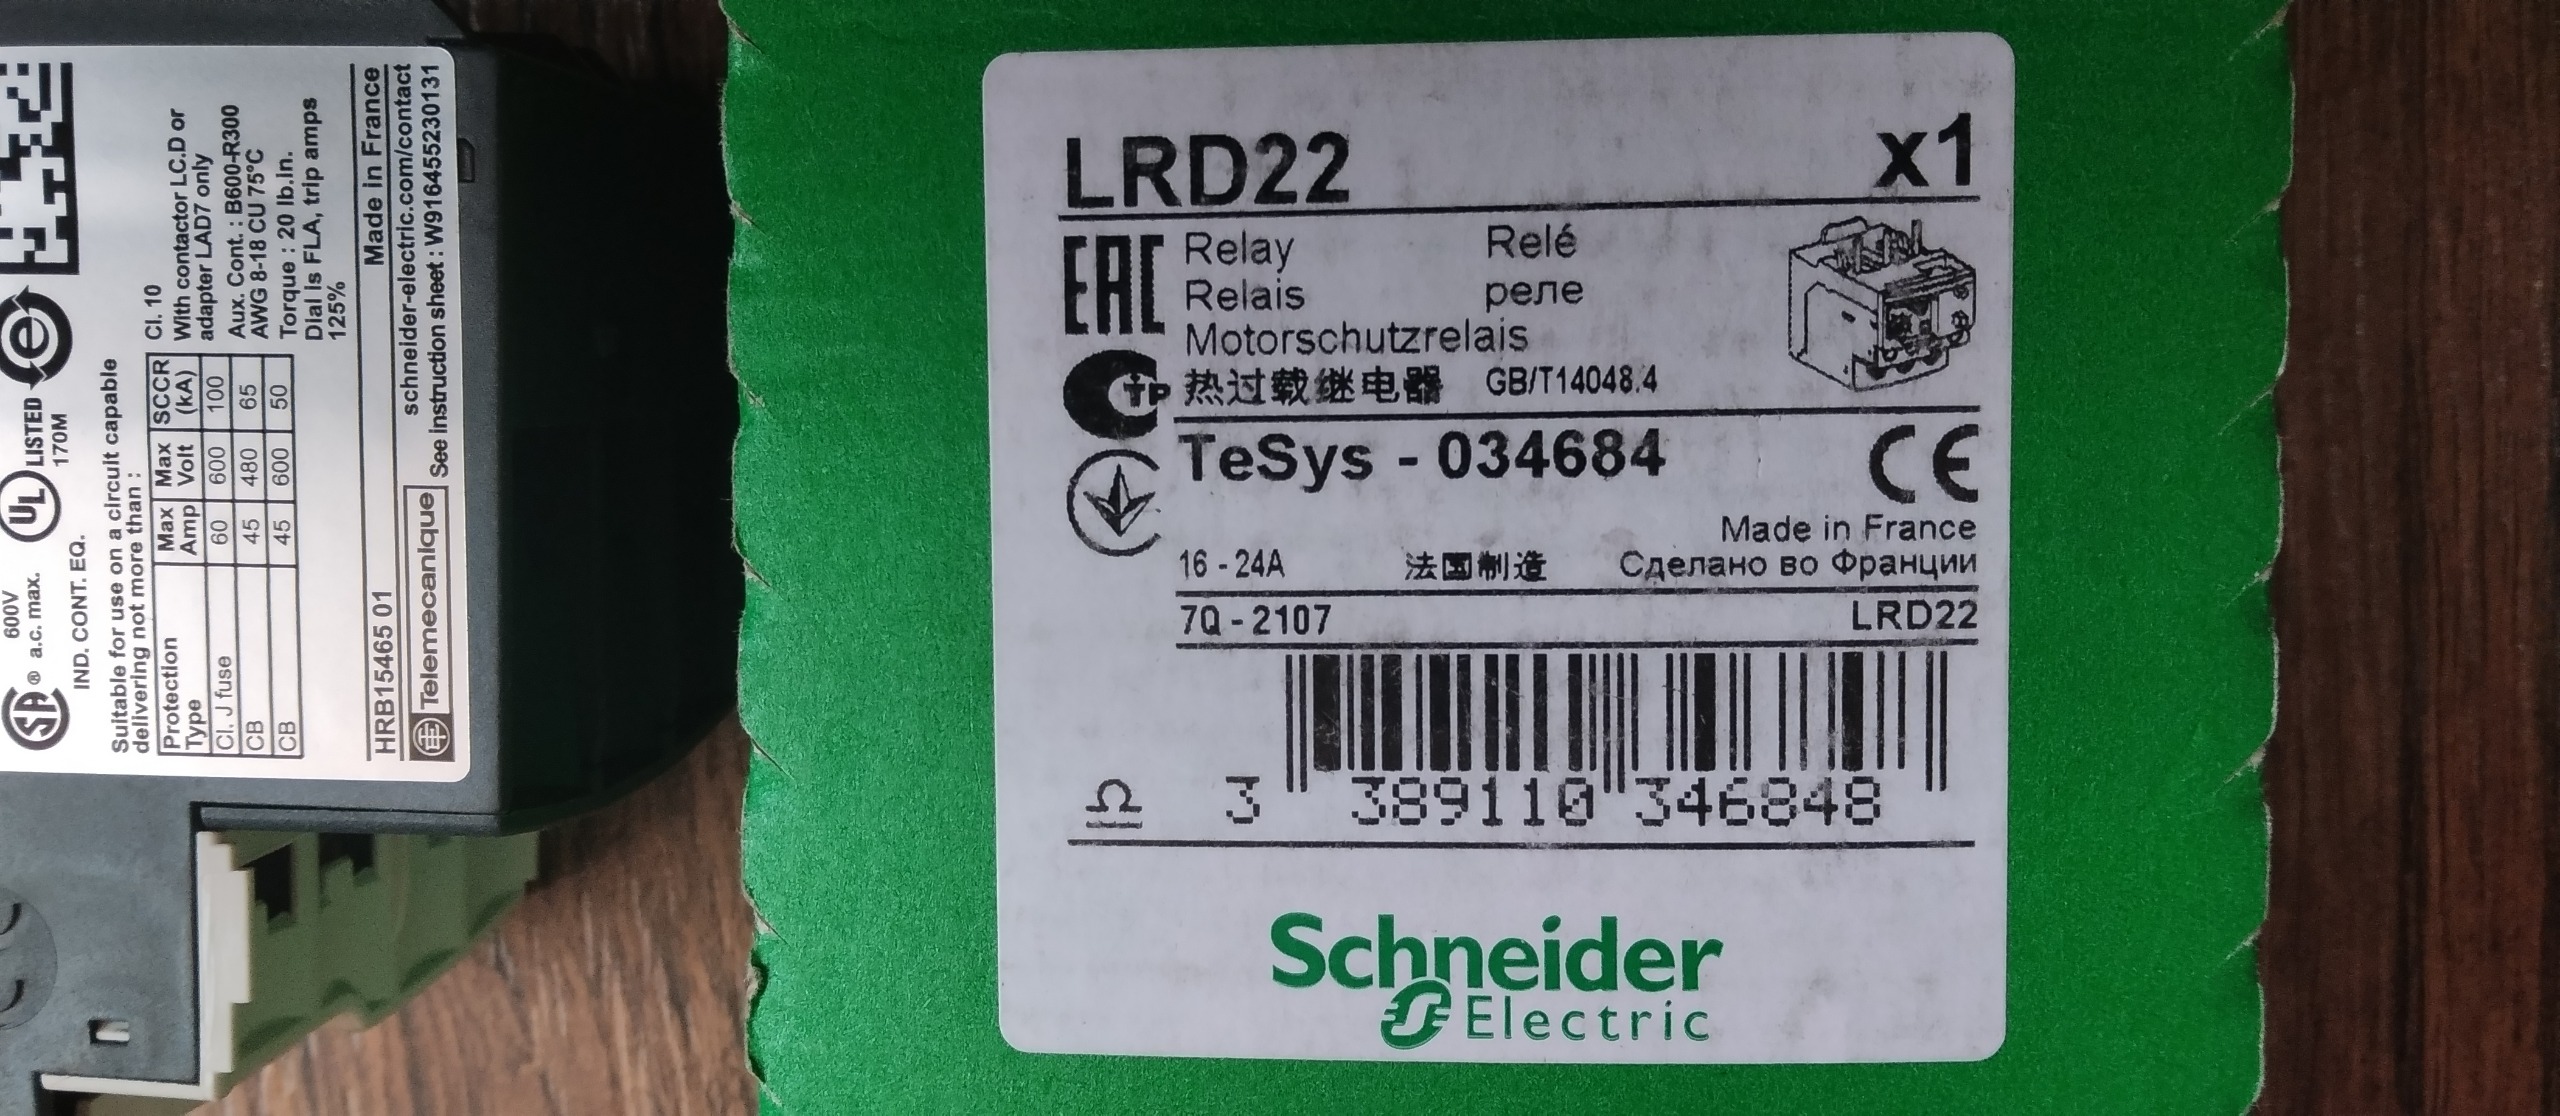 600V
a.c. max.
LISTED
170M
IND. CONT. EQ.
Suitable for use on a circuit capable
delivering not more than :
Protection Type Max Amp Max Volt SCCR (kA)
Cl. J fuse 60 600 100
CB 45 480 65
CB 45 600 50
Cl. 10
With contactor LC.D or
adapter LAD7 only
Aux. Cont. : B600-R300
AWG 8-18 CU 75°C
Torque : 20 lb.in.
Dial is FLA, trip amps
125%
HRB15465 01 Made in France
schneider-electric.com/contact
Telemecanique See instruction sheet : W9164552301​31
LRD22 x1
EAC Relay Relé
Relais реле
Motorschutzrelais
热过载继电器 GB/T14048.4
TeSys - 034684 CE
Made in France
16 - 24A 法国制造 Сделано во Франции
7Q - 2107 LRD22
3 389110 346848
Schneider
Electric